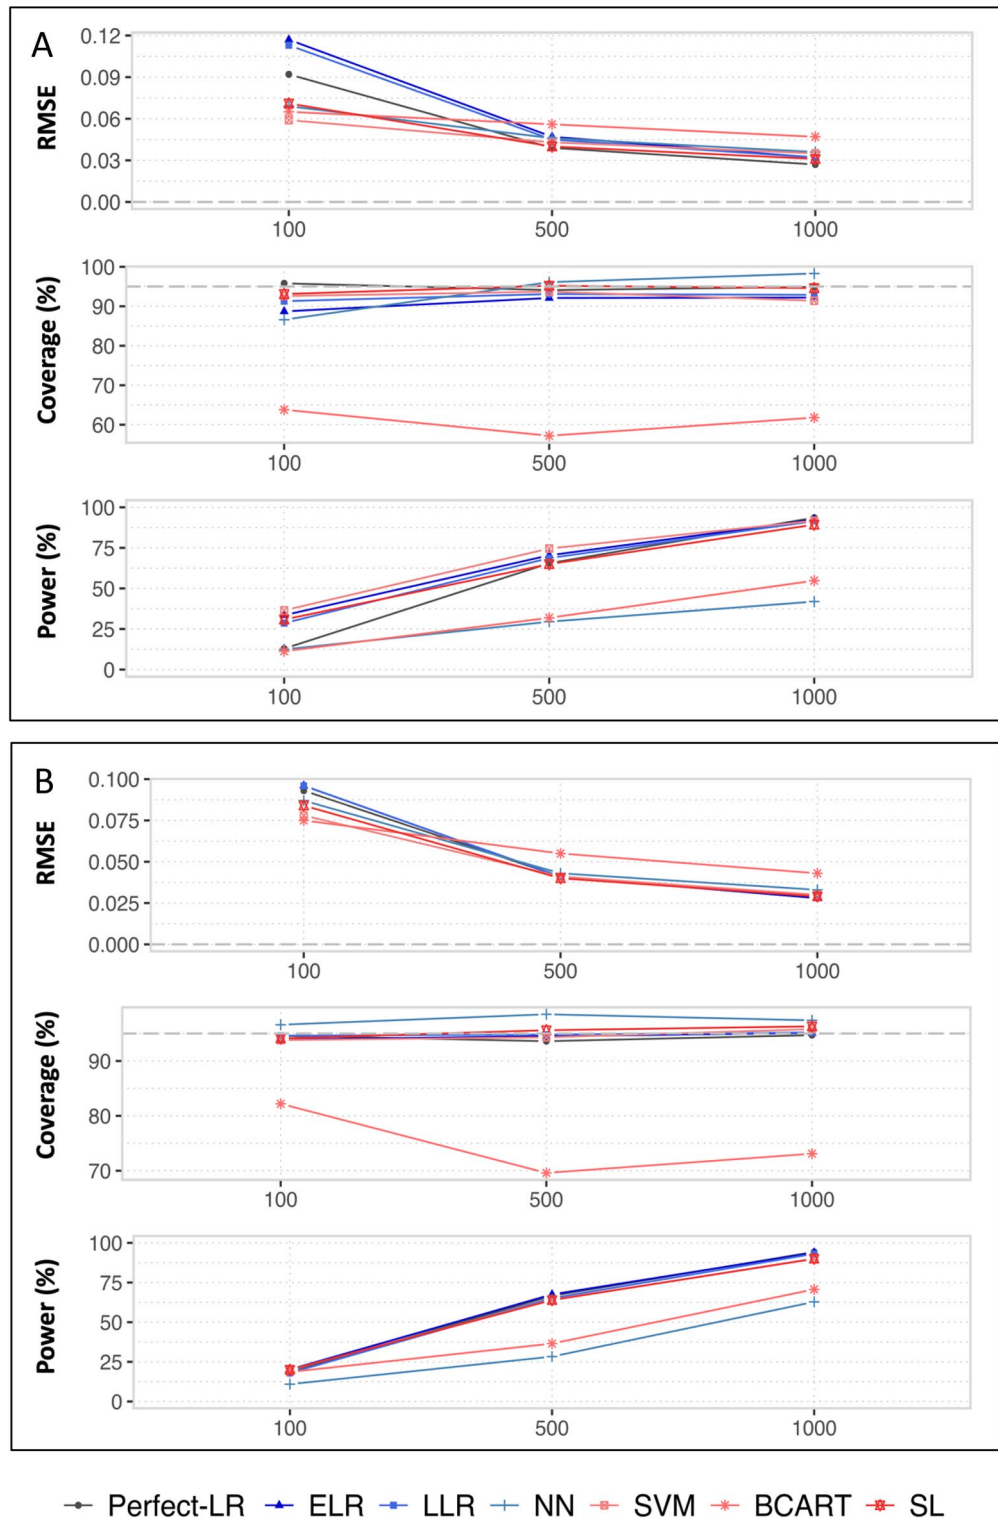 A
RMSE
0.12
0.09
0.06
0.03
0.00
100 500 1000
Coverage (%)
100
90
80
70
60
100 500 1000
Power (%)
100
75
50
25
0
100 500 1000
B
RMSE
0.100
0.075
0.050
0.025
0.000
100 500 1000
Coverage (%)
90
80
70
100 500 1000
Power (%)
100
75
50
25
0
100 500 1000
Perfect-LR ELR LLR NN SVM BCART SL